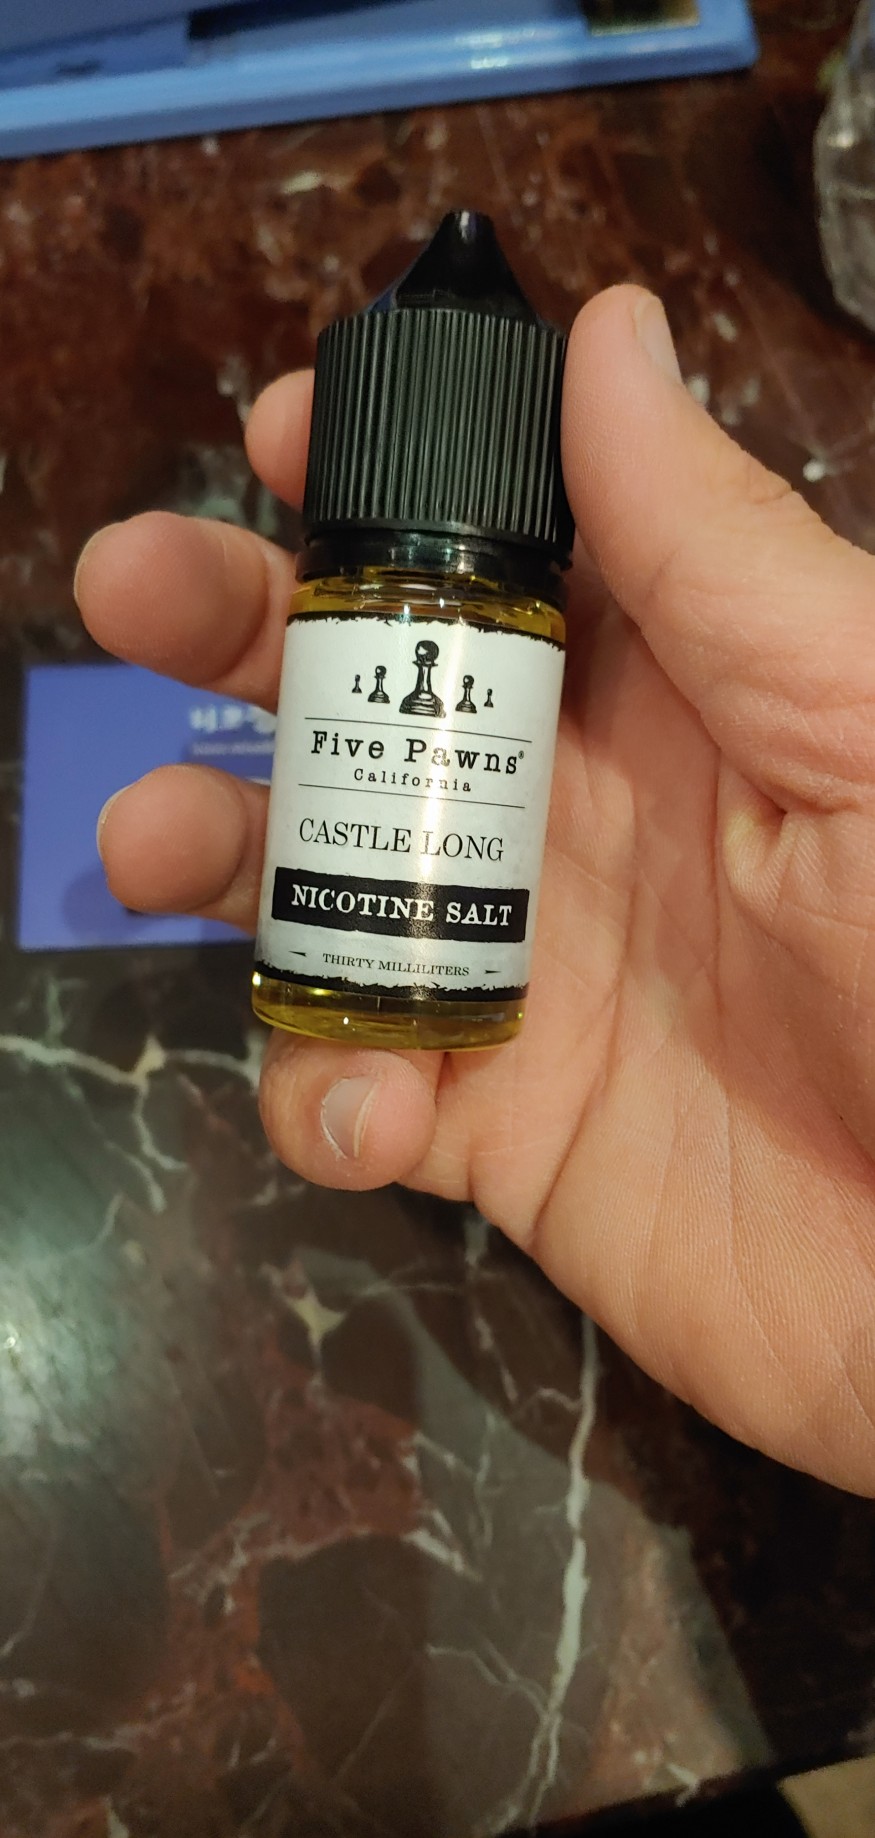 Five Pawns®
California
CASTLE LONG
NICOTINE SALT
THIRTY MILLILITERS